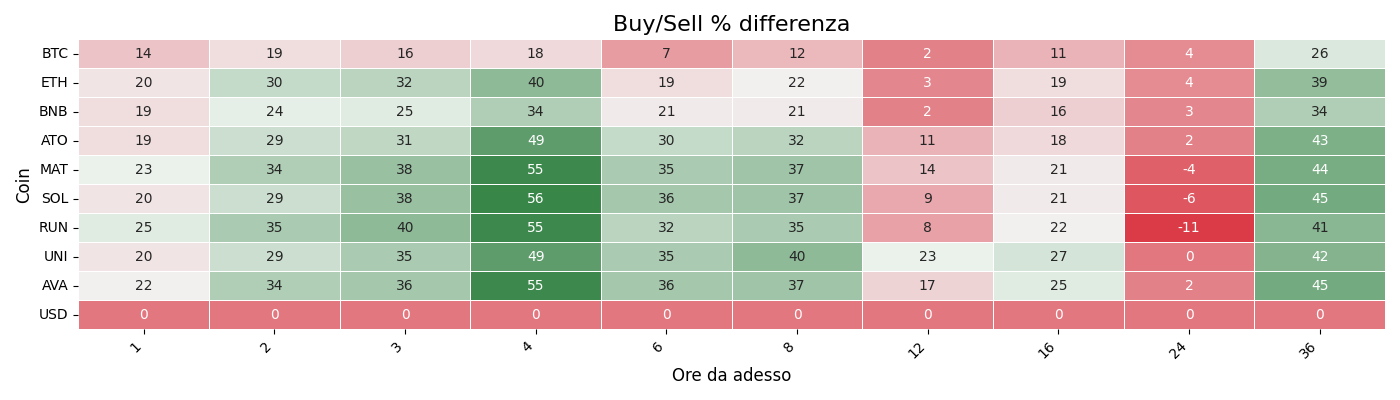 Buy/Sell % differenza
Coin
BTC 14 19 16 18 7 12 2 11 4 26
ETH 20 30 32 40 19 22 3 19 4 39
BNB 19 24 25 34 21 21 2 16 3 34
ATO 19 29 31 49 30 32 11 18 2 43
MAT 23 34 38 55 35 37 14 21 -4 44
SOL 20 29 38 56 36 37 9 21 -6 45
RUN 25 35 40 55 32 35 8 22 -11 41
UNI 20 29 35 49 35 40 23 27 0 42
AVA 22 34 36 55 36 37 17 25 2 45
USD 0 0 0 0 0 0 0 0 0 0
1 2 3 4 6 8 12 16 24 36
Ore da adesso